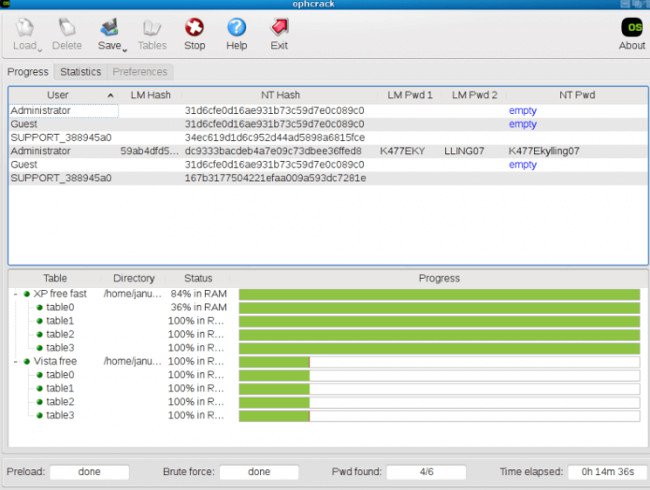 ophcrack
Load Delete Save Tables Stop Help Exit OS About
Progress Statistics Preferences
User LM Hash NT Hash LM Pwd 1 LM Pwd 2 NT Pwd
Administrator 31d6cfe0d16ae931b73c59d7e0c089c0 empty
Guest 31d6cfe0d16ae931b73c59d7e0c089c0 empty
SUPPORT_388945a0 34ec619d1d6c952d44ad5898a6815fce
Administrator 59ab4dfd5... dc9333bacdeb4a7e09c73dbee36ffed8 K477EKY LLING07 K477Ekylling07
Guest 31d6cfe0d16ae931b73c59d7e0c089c0 empty
SUPPORT_388945a0 167b3177504221efaa009a593dc7281e
Table Directory Status Progress
XP free fast /home/janu... 84% in RAM
table0 36% in RAM
table1 100% in R...
table2 100% in R...
table3 100% in R...
Vista free /home/janu... 100% in R...
table0 100% in R...
table1 100% in R...
table2 100% in R...
table3 100% in R...
Preload: done Brute force: done Pwd found: 4/6 Time elapsed: 0h 14m 36s